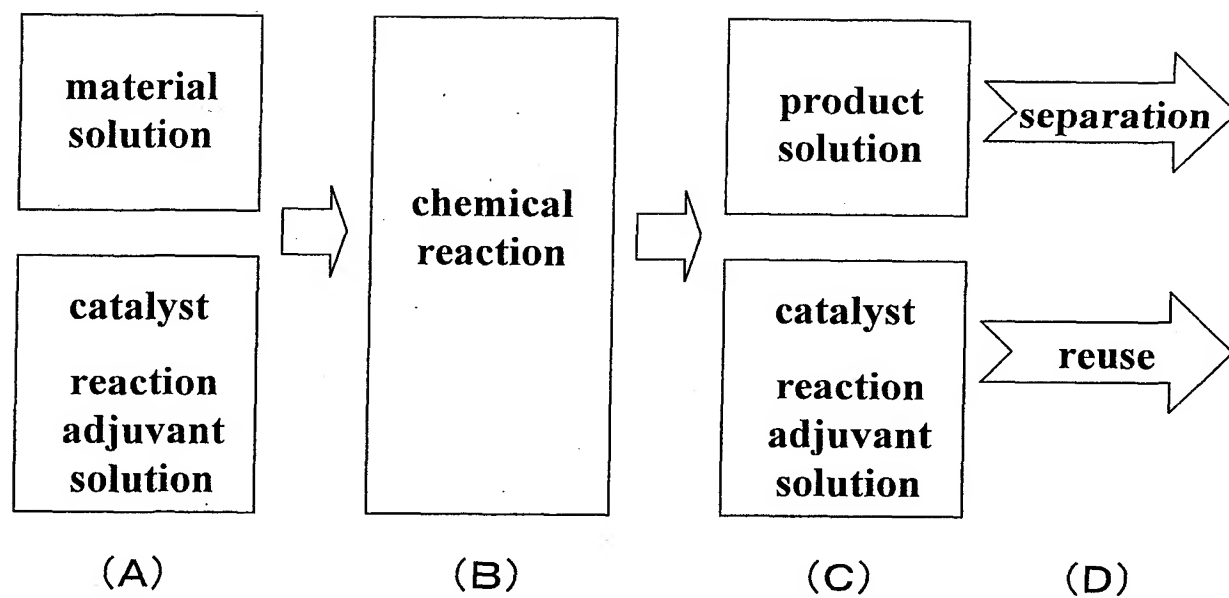 material
solution
catalyst
reaction
adjuvant
solution
chemical
reaction
product
solution
catalyst
reaction
adjuvant
solution
separation
reuse
(A)
(B)
(C)
(D)